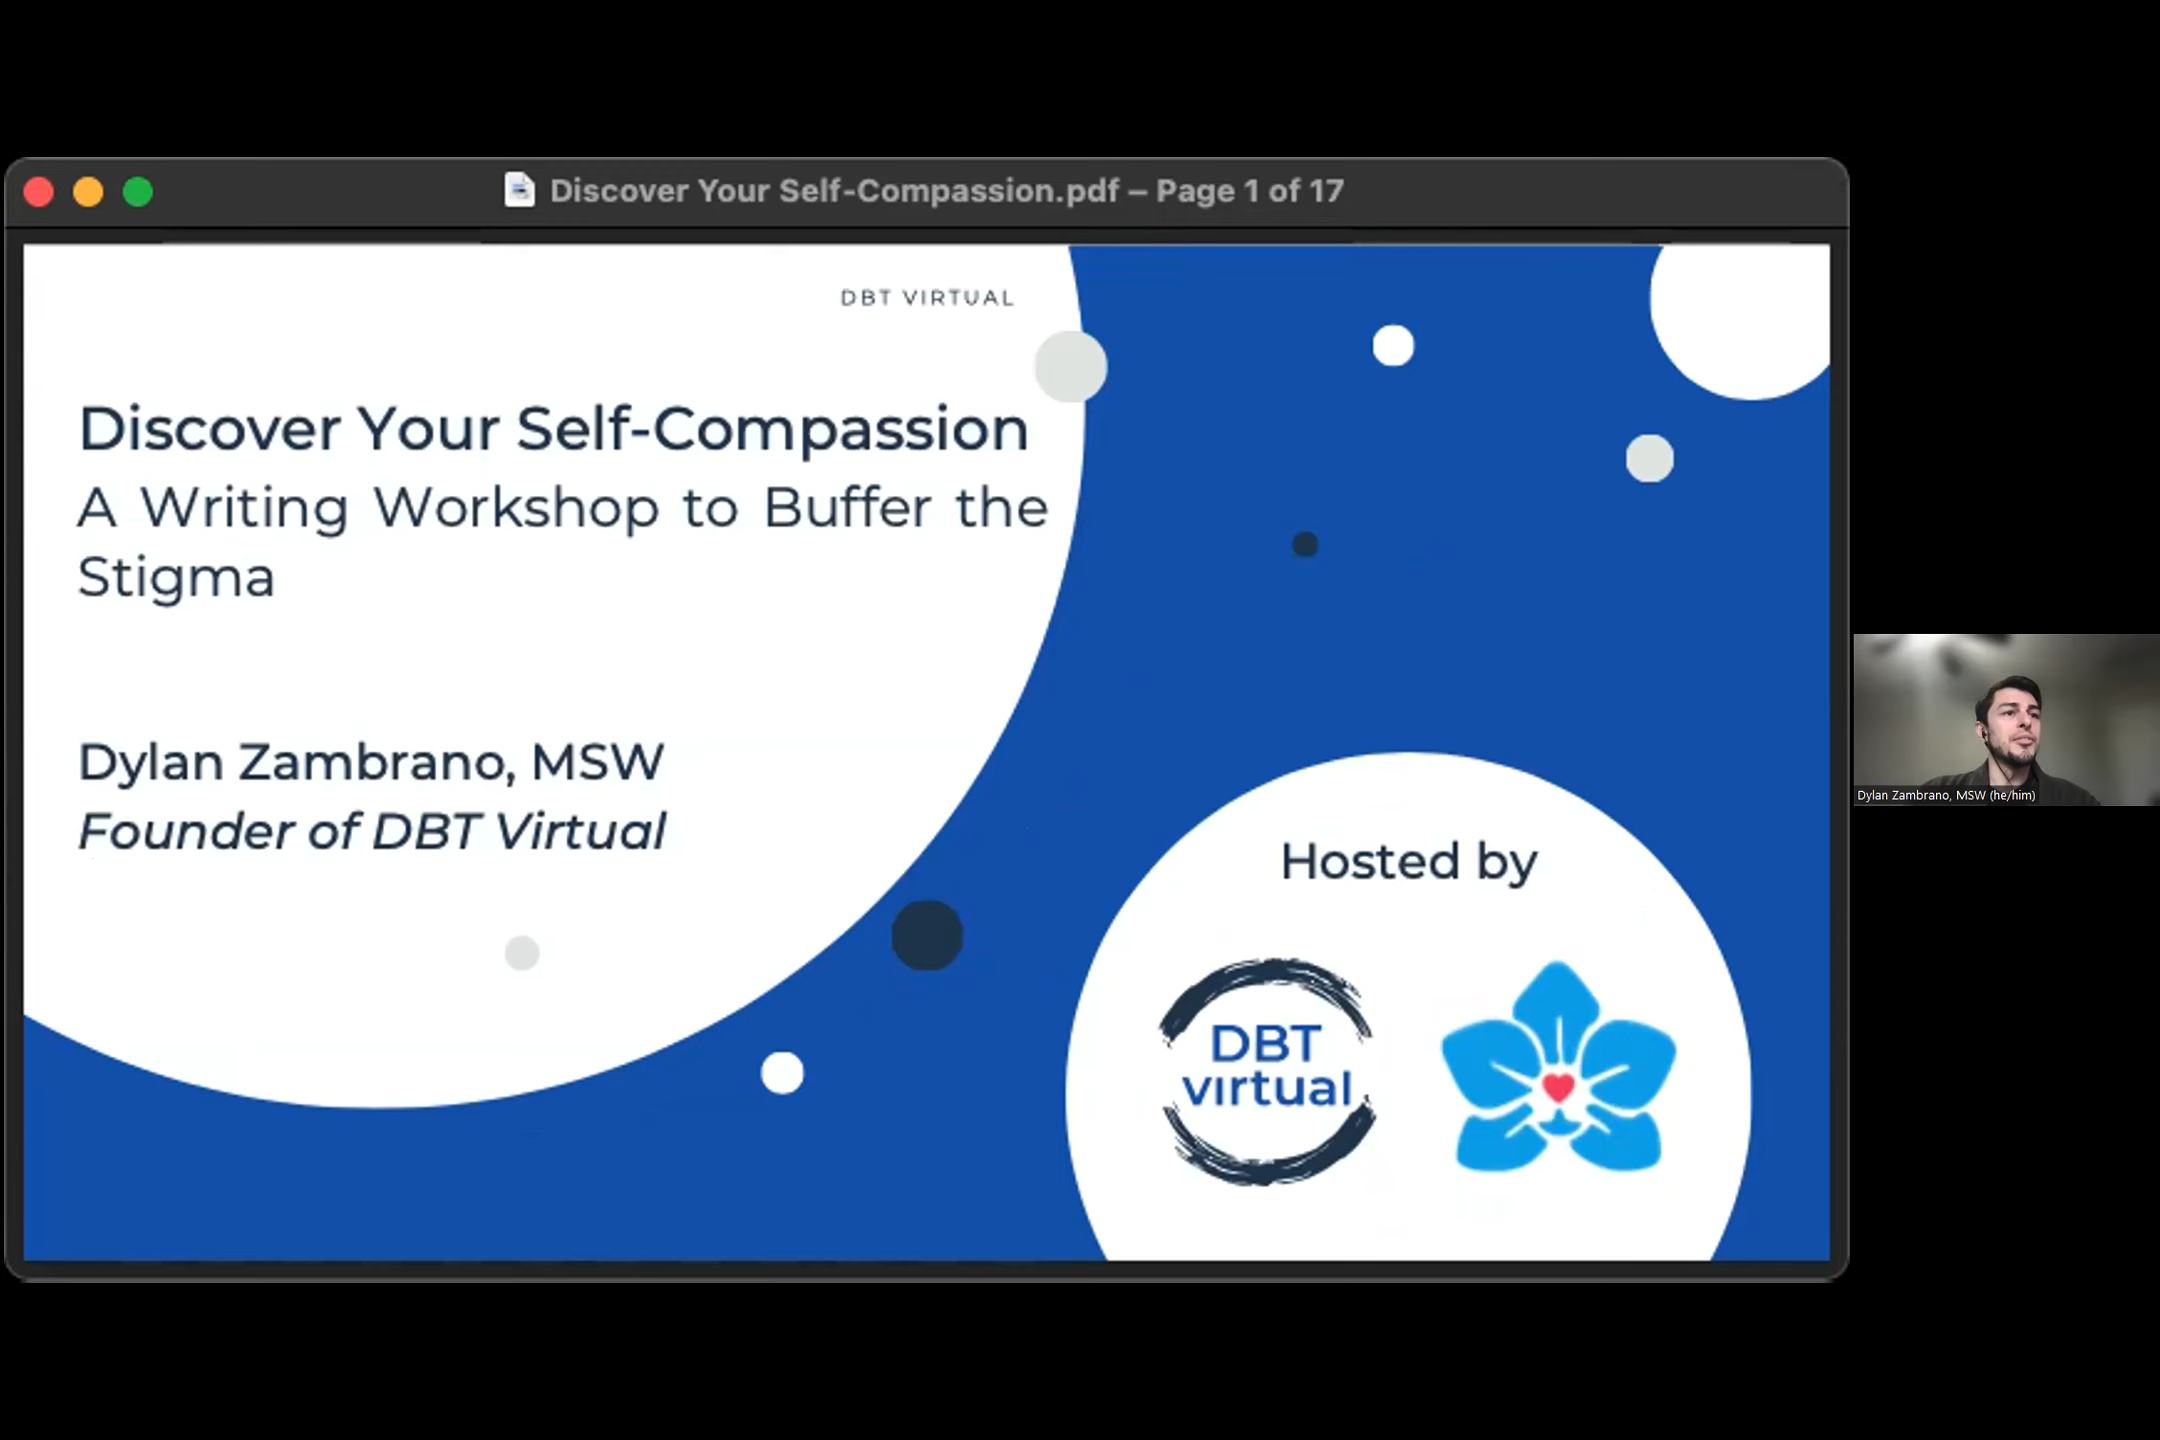 Discover Your Self-Compassion.pdf – Page 1 of 17
DBT VIRTUAL
Discover Your Self-Compassion
A Writing Workshop to Buffer the
Stigma
Dylan Zambrano, MSW
Founder of DBT Virtual
Hosted by
DBT
virtual
Dylan Zambrano, MSW (he/him)